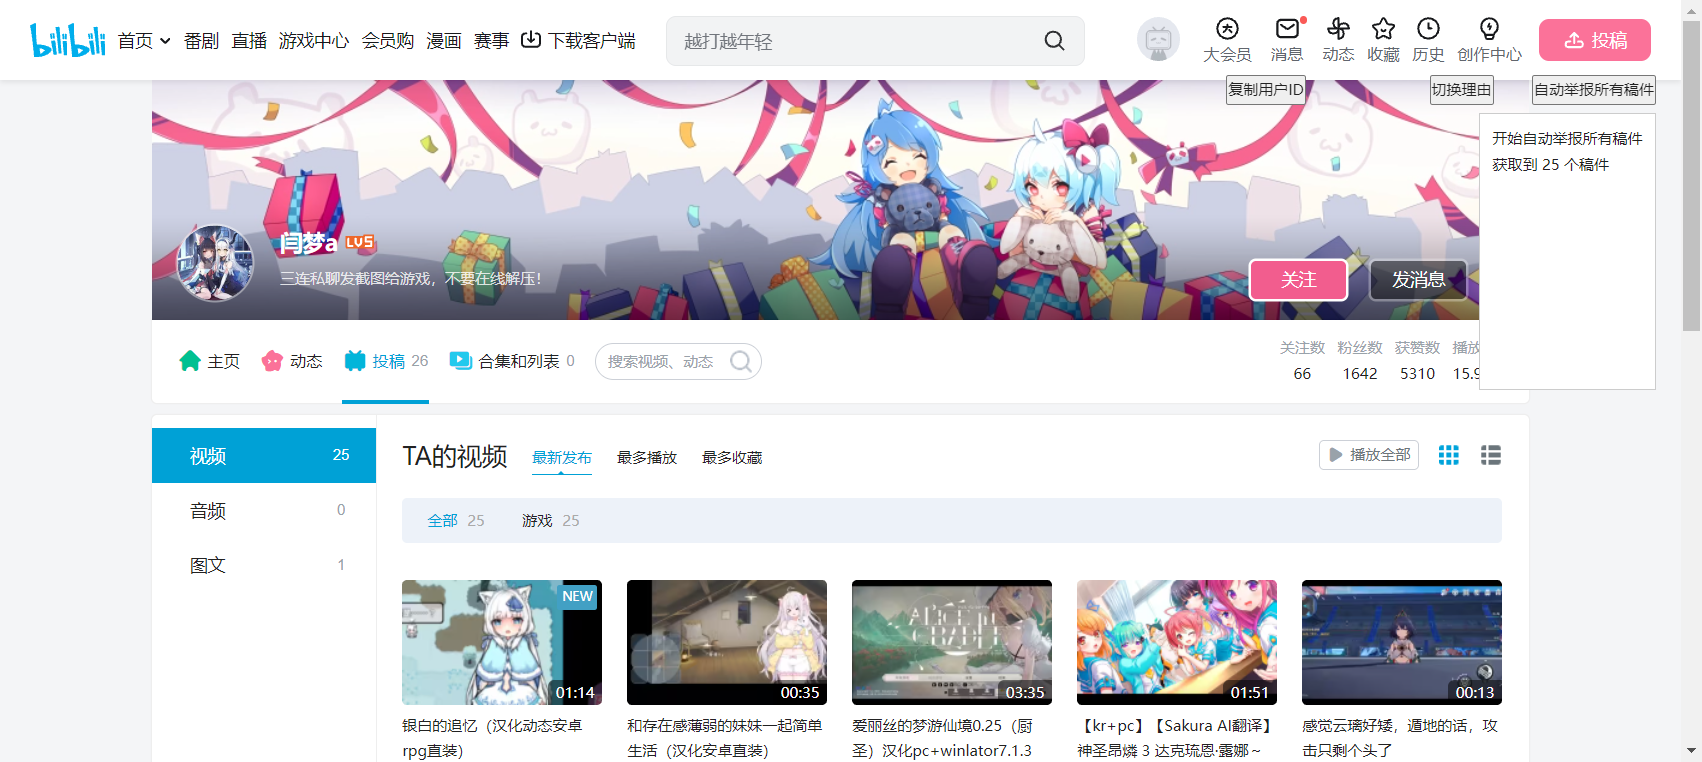 bilibili 首页 番剧 直播 游戏中心 会员购 漫画 赛事 下载客户端 越打越年轻 大会员 消息 动态 收藏 历史 创作中心 投稿
复制用户ID 切换理由 自动举报所有稿件
开始自动举报所有稿件
获取到 25 个稿件
闫梦a LV5
三连私聊发截图给游戏，不要在线解压！
关注 发消息
主页 动态 投稿 26 合集和列表 0 搜索视频、动态
关注数 粉丝数 获赞数 播放
66 1642 5310 15.9
视频 25
音频 0
图文 1
TA的视频 最新发布 最多播放 最多收藏 播放全部
全部 25 游戏 25
NEW
ALICE IN
CRADLE
01:14 00:35 03:35 01:51 00:13
银白的追忆（汉化动态安卓
rpg直装）
和存在感薄弱的妹妹一起简单
生活（汉化安卓直装）
爱丽丝的梦游仙境0.25（厨
圣）汉化pc+winlator7.1.3
【kr+pc】【Sakura AI翻译】
神圣昂燐 3 达克琉恩·露娜～
感觉云璃好矮，遁地的话，攻
击只剩个头了